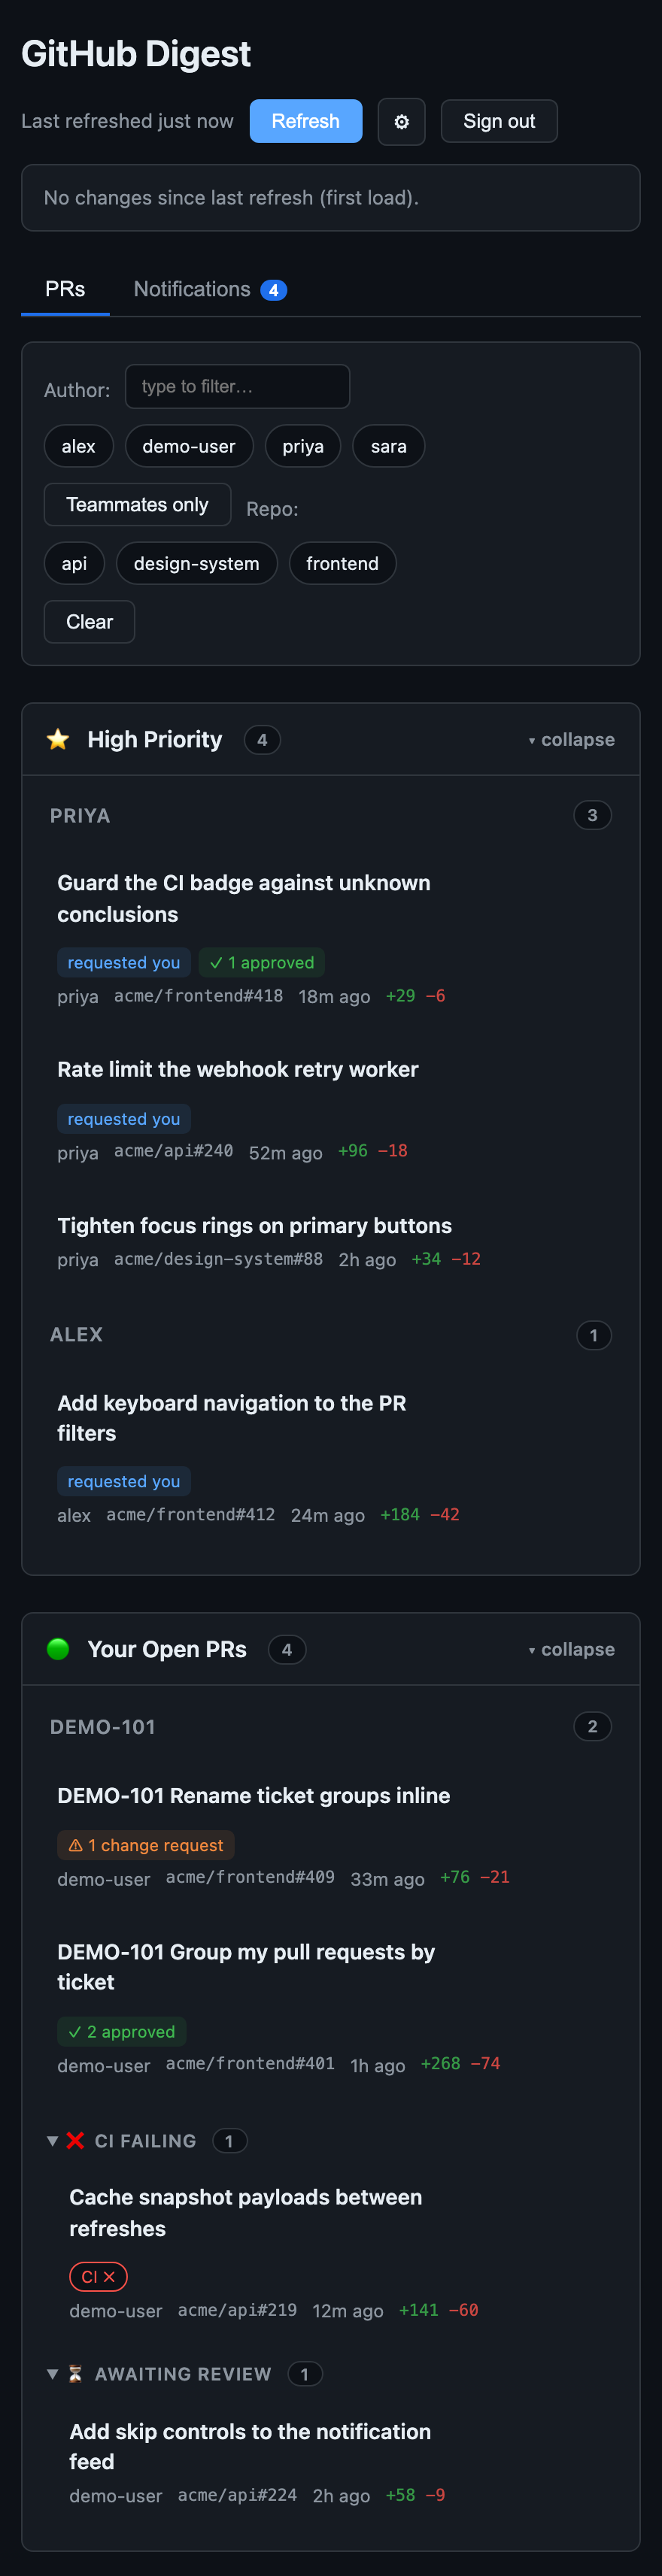 GitHub Digest
Last refreshed just now Refresh ⚙ Sign out
No changes since last refresh (first load).
PRs Notifications 4
Author: type to filter...
alex demo-user priya sara
Teammates only Repo:
api design-system frontend
Clear
⭐ High Priority 4 ▾ collapse
PRIYA 3
Guard the CI badge against unknown
conclusions
requested you ✓ 1 approved
priya acme/frontend#418 18m ago +29 −6
Rate limit the webhook retry worker
requested you
priya acme/api#240 52m ago +96 −18
Tighten focus rings on primary buttons
priya acme/design-system#88 2h ago +34 −12
ALEX 1
Add keyboard navigation to the PR
filters
requested you
alex acme/frontend#412 24m ago +184 −42
🟢 Your Open PRs 4 ▾ collapse
DEMO-101 2
DEMO-101 Rename ticket groups inline
⚠ 1 change request
demo-user acme/frontend#409 33m ago +76 −21
DEMO-101 Group my pull requests by
ticket
✓ 2 approved
demo-user acme/frontend#401 1h ago +268 −74
▼ ❌ CI FAILING 1
Cache snapshot payloads between
refreshes
CI ✕
demo-user acme/api#219 12m ago +141 −60
▼ ⏳ AWAITING REVIEW 1
Add skip controls to the notification
feed
demo-user acme/api#224 2h ago +58 −9